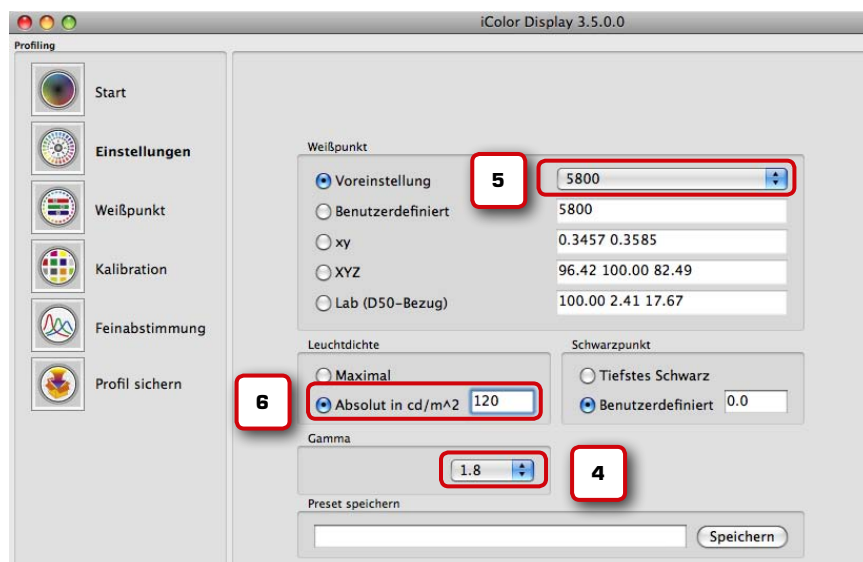 iColor Display 3.5.0.0
Profiling
Start
Einstellungen
Weißpunkt
Kalibration
Feinabstimmung
Profil sichern
Weißpunkt
Voreinstellung
5
5800
Benutzerdefiniert
5800
xy
0.3457 0.3585
XYZ
96.42 100.00 82.49
Lab (D50-Bezug)
100.00 2.41 17.67
Leuchtdichte
Maximal
6
Absolut in cd/m^2
120
Schwarzpunkt
Tiefstes Schwarz
Benutzerdefiniert
0.0
Gamma
1.8
4
Preset speichern
Speichern